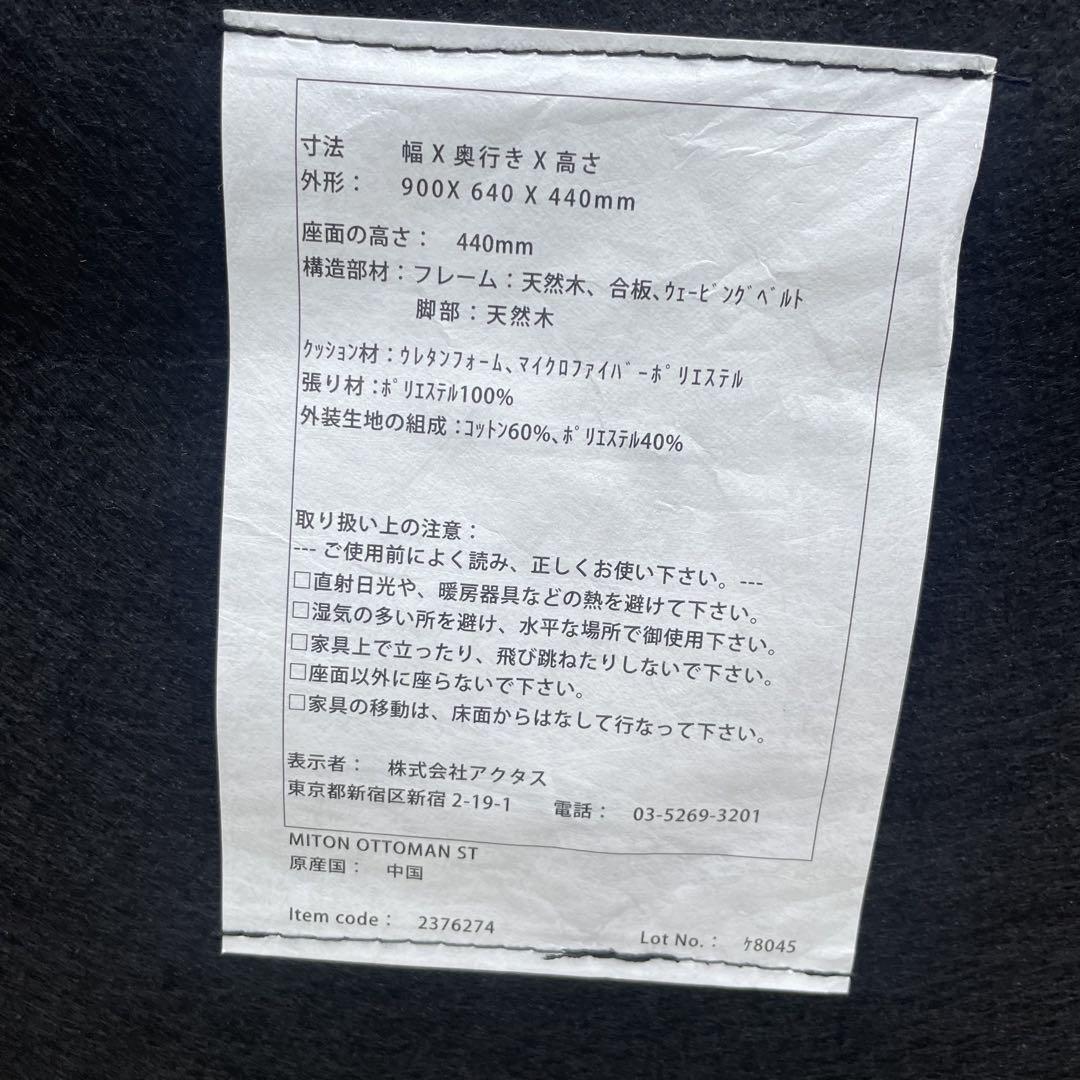 寸法 幅 X 奥行き X 高さ
外形： 900X 640 X 440mm
座面の高さ： 440mm
構造部材：フレーム：天然木、合板、ｳｪｰﾋﾞﾝｸﾞﾍﾞﾙﾄ
脚部：天然木
ｸｯｼｮﾝ材：ｳﾚﾀﾝﾌｫｰﾑ、ﾏｲｸﾛﾌｧｲﾊﾞｰﾎﾟﾘｴｽﾃﾙ
張り材：ﾎﾟﾘｴｽﾃﾙ100%
外装生地の組成：ｺｯﾄﾝ60%、ﾎﾟﾘｴｽﾃﾙ40%
取り扱い上の注意：
--- ご使用前によく読み、正しくお使い下さい。---
□直射日光や、暖房器具などの熱を避けて下さい。
□湿気の多い所を避け、水平な場所で御使用下さい。
□家具上で立ったり、飛び跳ねたりしないで下さい。
□座面以外に座らないで下さい。
□家具の移動は、床面からはなして行なって下さい。
表示者： 株式会社アクタス
東京都新宿区新宿 2-19-1 電話： 03-5269-3201
MITON OTTOMAN ST
原産国： 中国
Item code： 2376274
Lot No.： ｹ8045